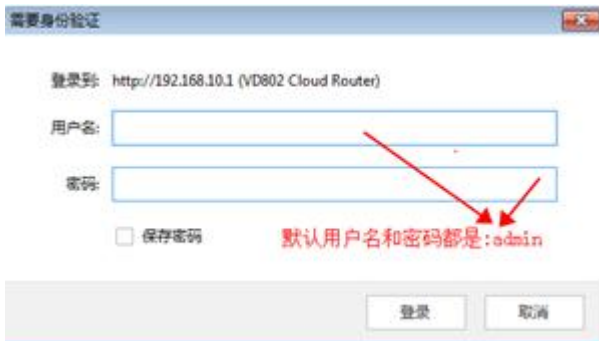 需要身份验证
登录到: http://192.168.10.1 (VD802 Cloud Router)
用户名:
密码:
保存密码
默认用户名和密码都是:admin
登录
取消